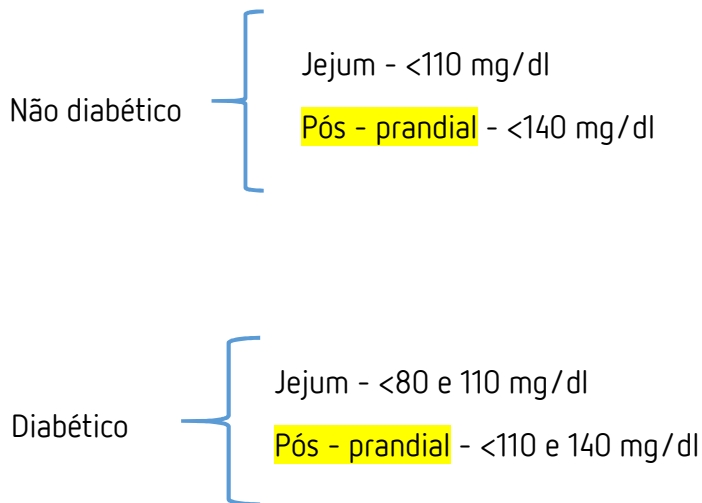 Jejum - <110 mg/dl
Não diabético
Pós - prandial - <140 mg/dl
Jejum - <80 e 110 mg/dl
Diabético
Pós - prandial - <110 e 140 mg/dl